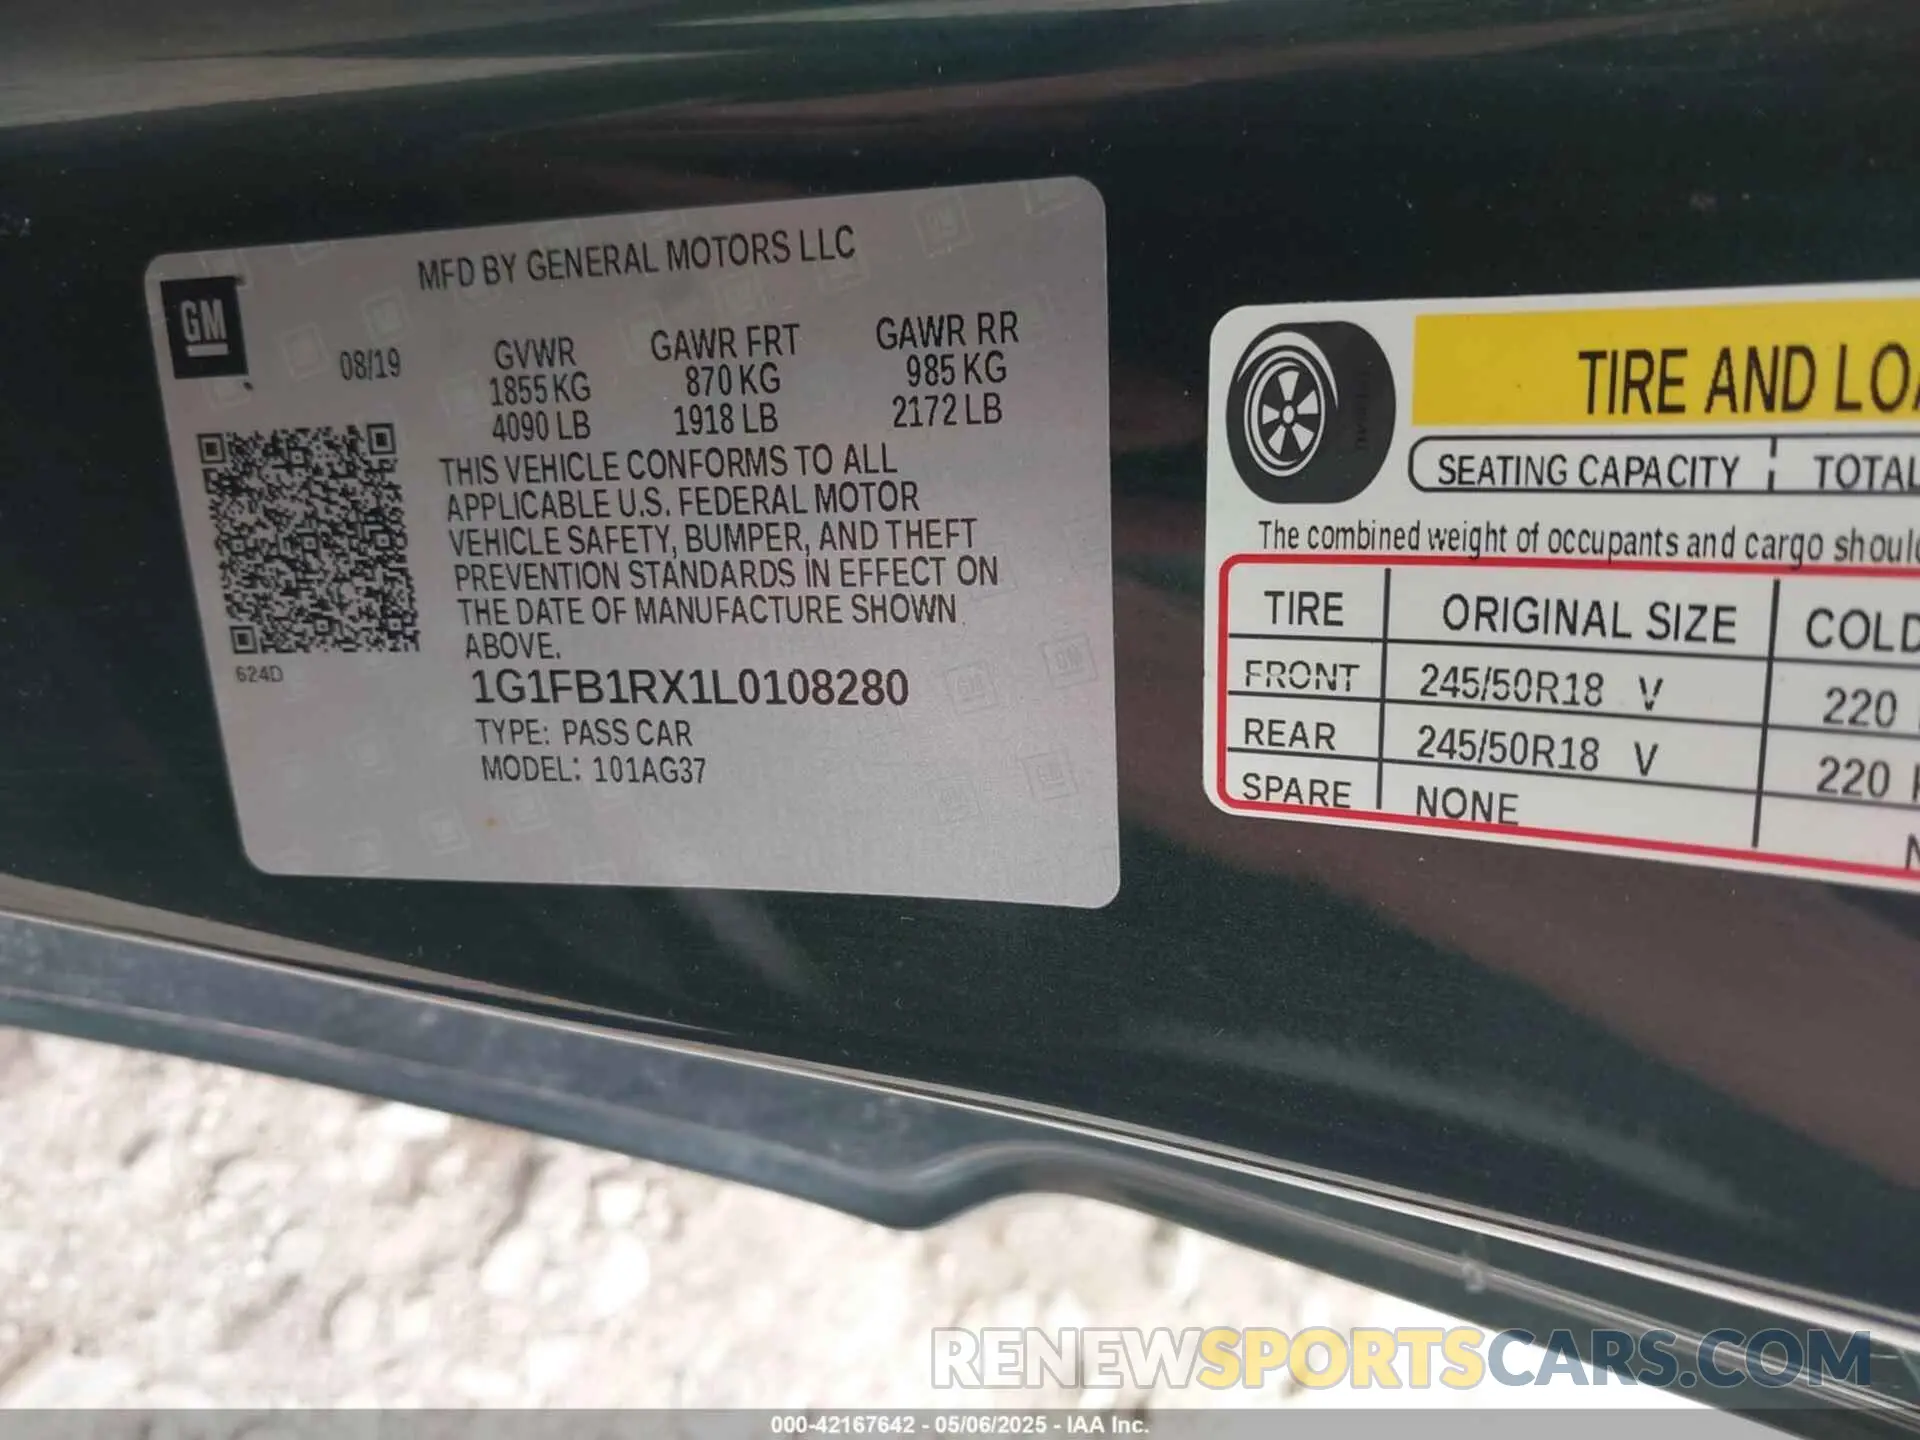 MFD BY GENERAL MOTORS LLC
GM
08/19
GVWR GAWR FRT GAWR RR
1855 KG 870 KG 985 KG
4090 LB 1918 LB 2172 LB
THIS VEHICLE CONFORMS TO ALL
APPLICABLE U.S. FEDERAL MOTOR
VEHICLE SAFETY, BUMPER, AND THEFT
PREVENTION STANDARDS IN EFFECT ON
THE DATE OF MANUFACTURE SHOWN
ABOVE.
624D
1G1FB1RX1L0108280
TYPE: PASS CAR
MODEL: 101AG37
TIRE AND LOA
SEATING CAPACITY TOTAL
The combined weight of occupants and cargo shoul
TIRE ORIGINAL SIZE COLD
FRONT 245/50R18 V 220
REAR 245/50R18 V 220
SPARE NONE N
RENEWSPORTSCARS.COM
000-42167642 - 05/06/2025 - IAA Inc.